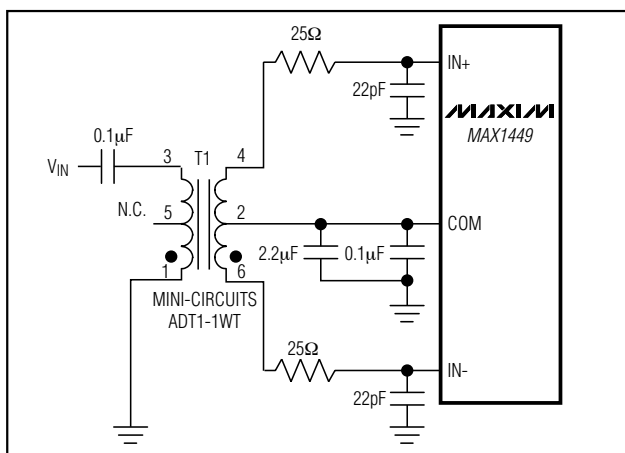 25Ω
IN+
22pF
MAXIM
MAX1449
0.1µF
VIN
3
T1
4
N.C.
5
2
COM
2.2µF
0.1µF
1
6
MINI-CIRCUITS
ADT1-1WT
25Ω
IN-
22pF